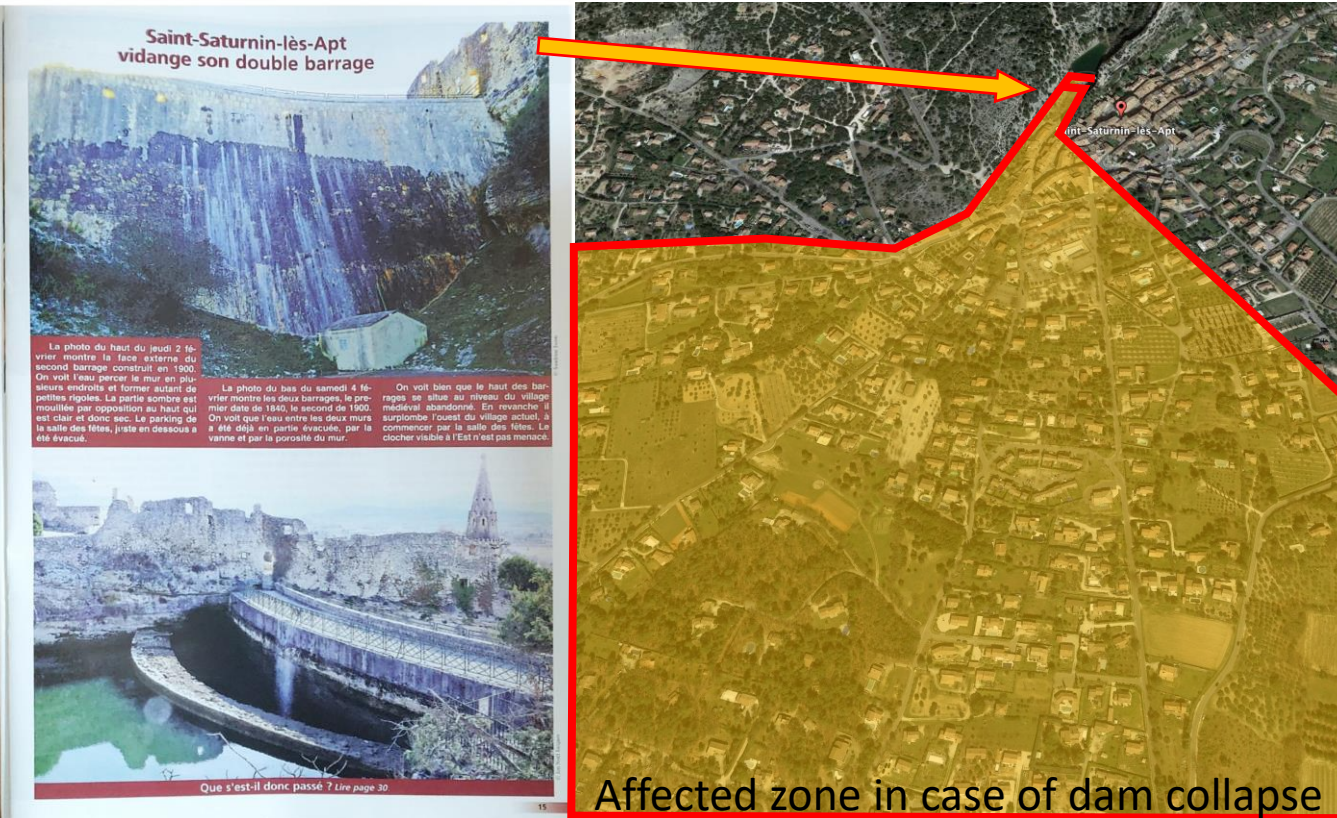 Saint-Saturnin-lès-Apt
vidange son double barrage
La photo du haut du jeudi 2 fé-
vrier montre la face externe du
second barrage construit en 1900.
On voit l'eau percer le mur en plu-
sieurs endroits et former autant de
petites rigoles. La partie sombre est
mouillée par opposition au haut qui
est clair et donc sec. Le parking de
la salle des fêtes, juste en dessous a
été évacué.
La photo du bas du samedi 4 fé-
vrier montre les deux barrages, le pre-
mier date de 1840, le second de 1900.
On voit que l'eau entre les deux murs
a été déjà en partie évacuée, par la
vanne et par la porosité du mur.
On voit bien que le haut des bar-
rages se situe au niveau du village
médiéval abandonné. En revanche il
surplombe l'ouest du village actuel, à
commencer par la salle des fêtes. Le
clocher visible à l'Est n'est pas menacé.
Que s'est-il donc passé ? Lire page 30
15
int-Saturnin-lès-Apt
Affected zone in case of dam collapse